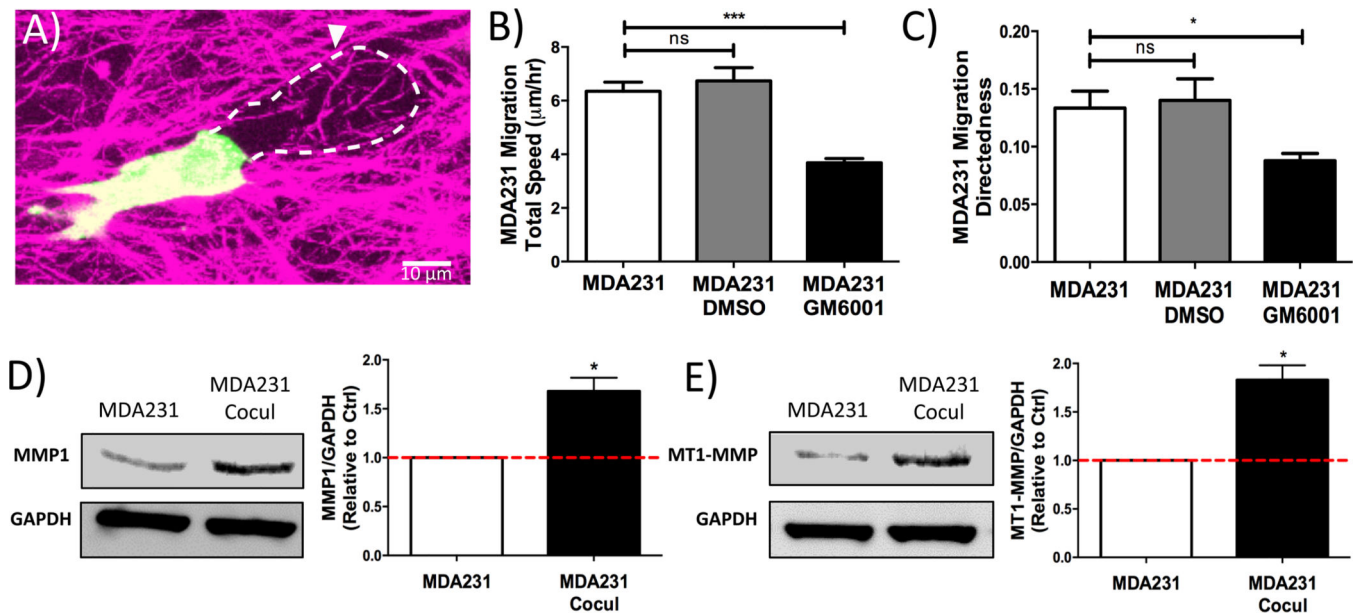 A)
10 µm
B)
MDA231 Migration
Total Speed (µm/hr)
8
6
4
2
0
***
ns
MDA231
MDA231
DMSO
MDA231
GM6001
C)
MDA231 Migration
Directedness
0.20
0.15
0.10
0.05
0.00
*
ns
MDA231
MDA231
DMSO
MDA231
GM6001
D)
MDA231
MDA231
Cocul
MMP1
GAPDH
MMP1/GAPDH
(Relative to Ctrl)
2.0
1.5
1.0
0.5
0.0
*
MDA231
MDA231
Cocul
E)
MDA231
MDA231
Cocul
MT1-MMP
GAPDH
MT1-MMP/GAPDH
(Relative to Ctrl)
2.0
1.5
1.0
0.5
0.0
*
MDA231
MDA231
Cocul